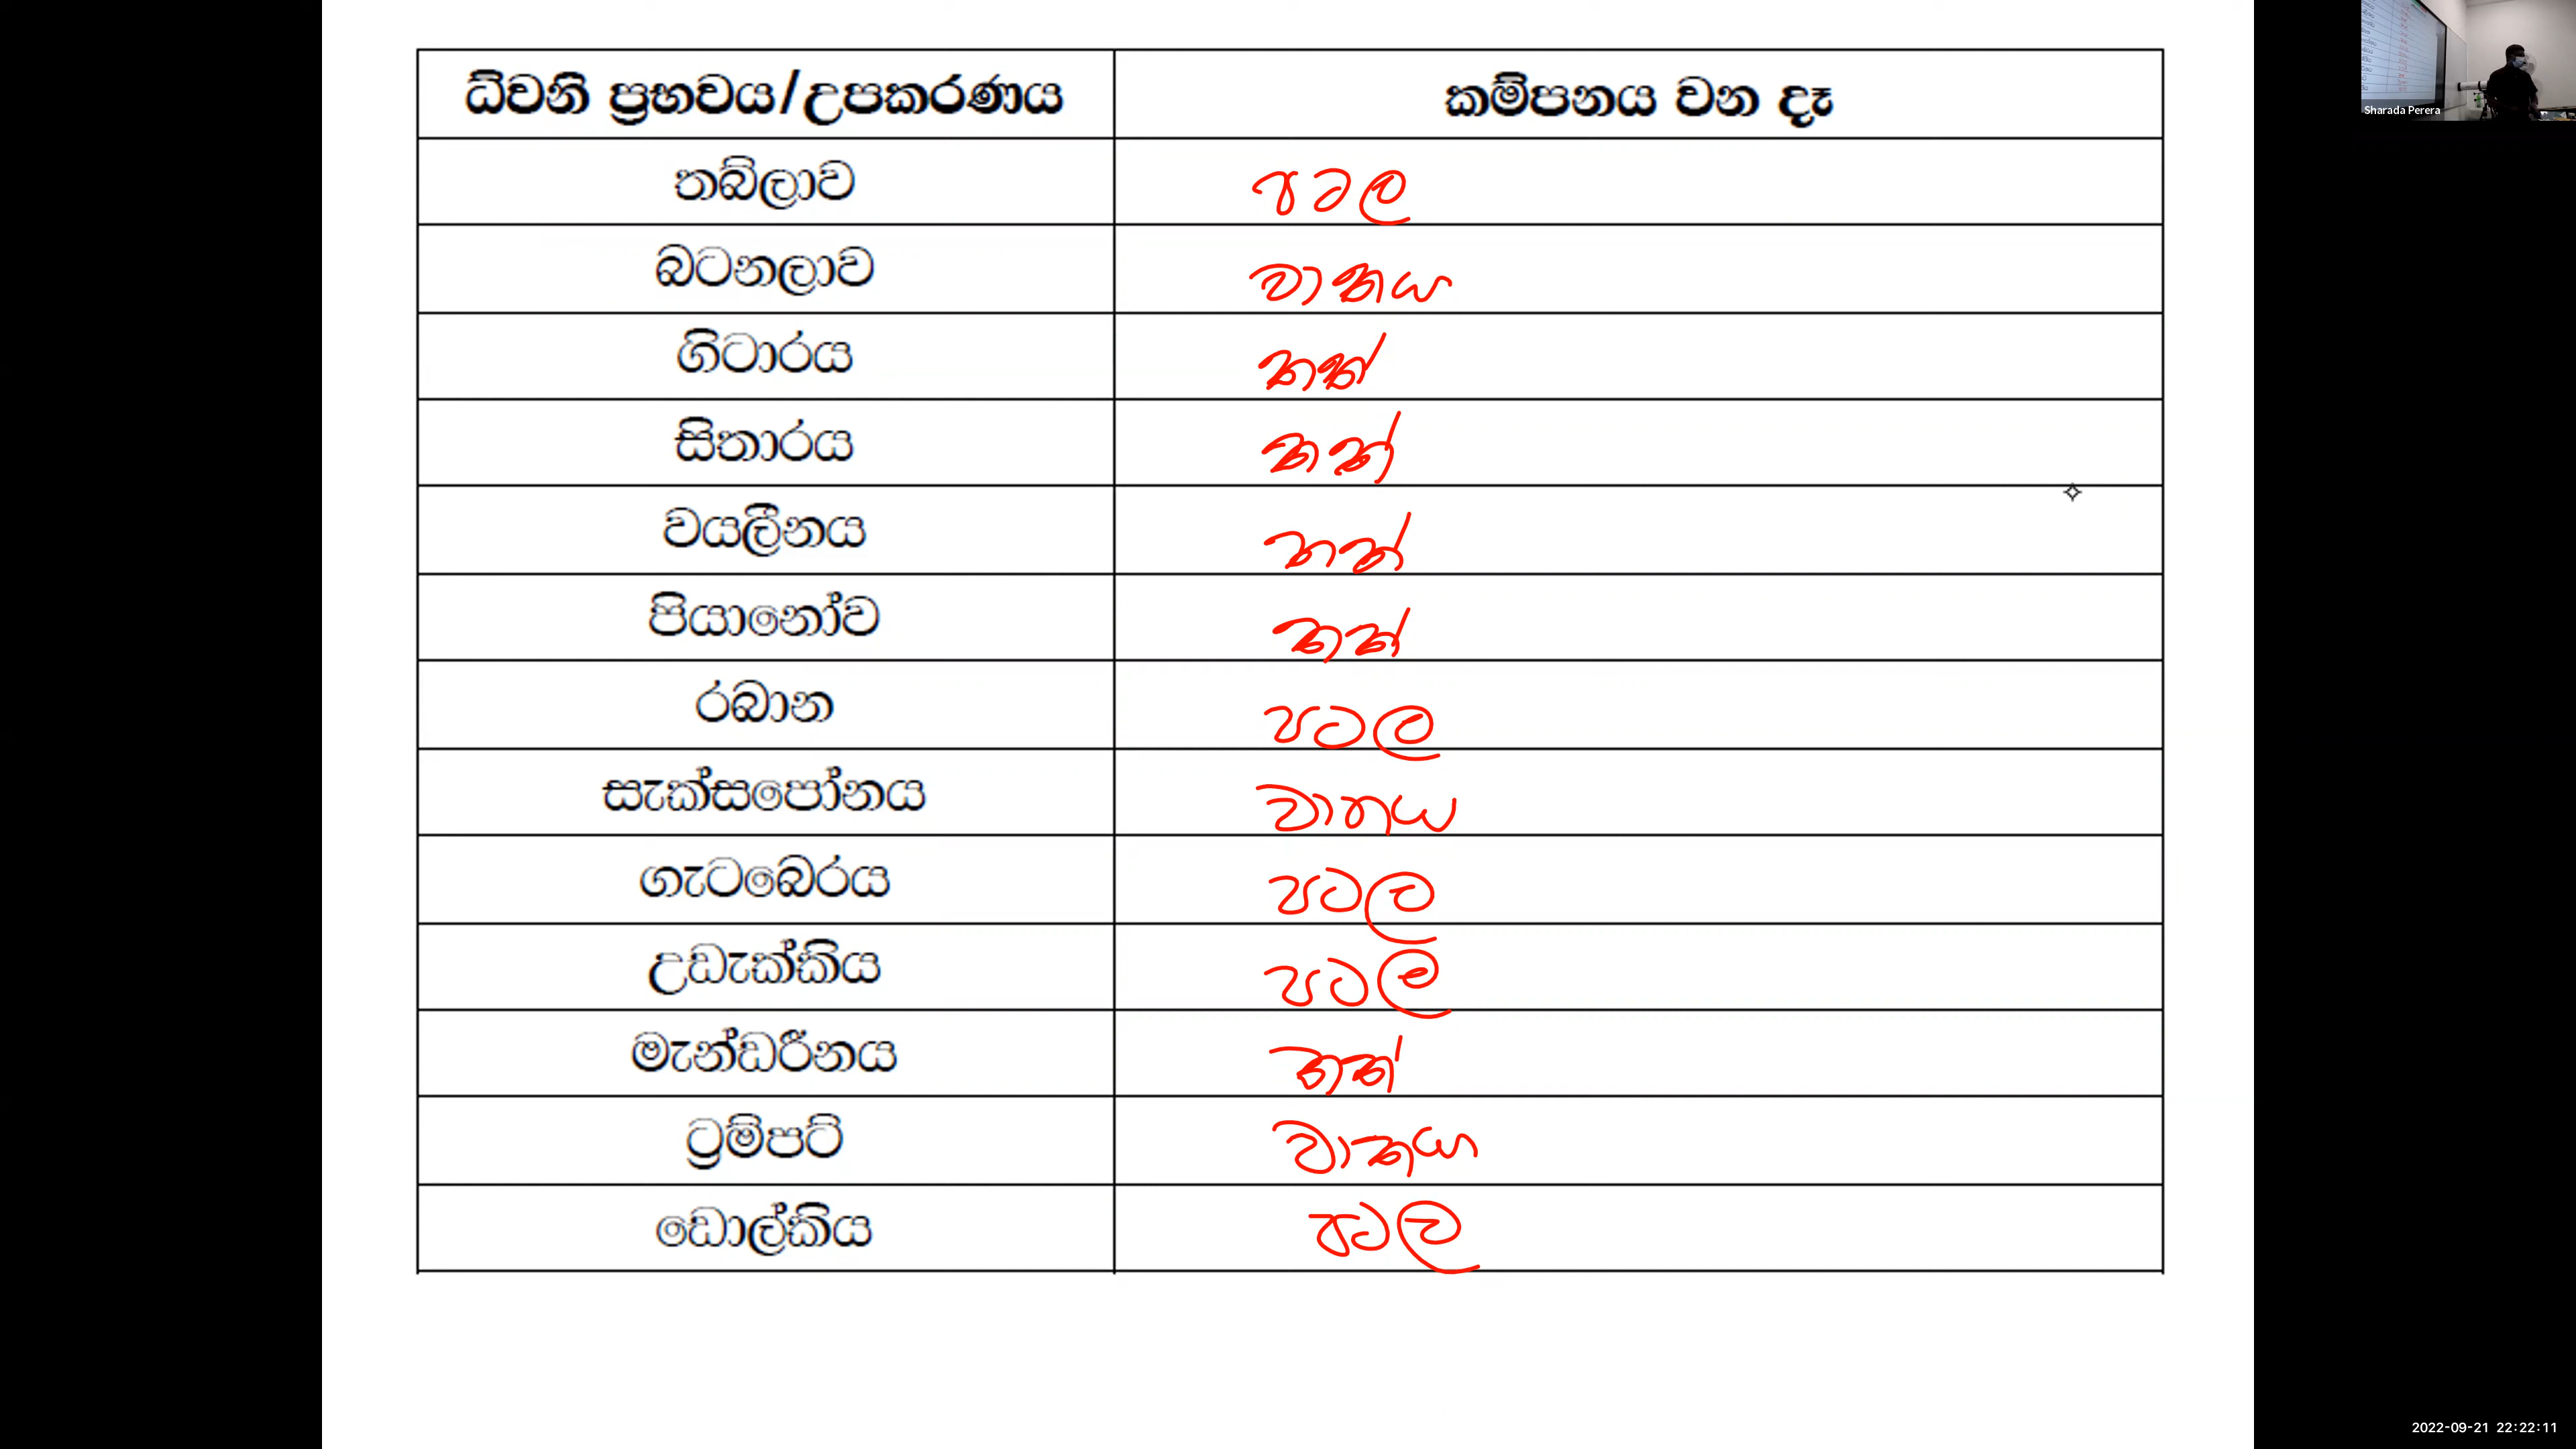 ධ්වනි ප්‍රභවය/උපකරණය කම්පනය වන දෑ
තබ්ලාව පටල
බටනලාව වාතය
ගිටාරය තත්
සිතාරය තත්
වයලීනය තත්
පියානෝව තත්
රබාන පටල
සැක්සපෝනය වාතය
ගැටබෙරය පටල
උඩැක්කිය පටල
මැන්ඩරීනය තත්
ට්‍රම්පට් වාතය
ඩොල්කිය පටල
Sharada Perera
2022-09-21 22:22:11